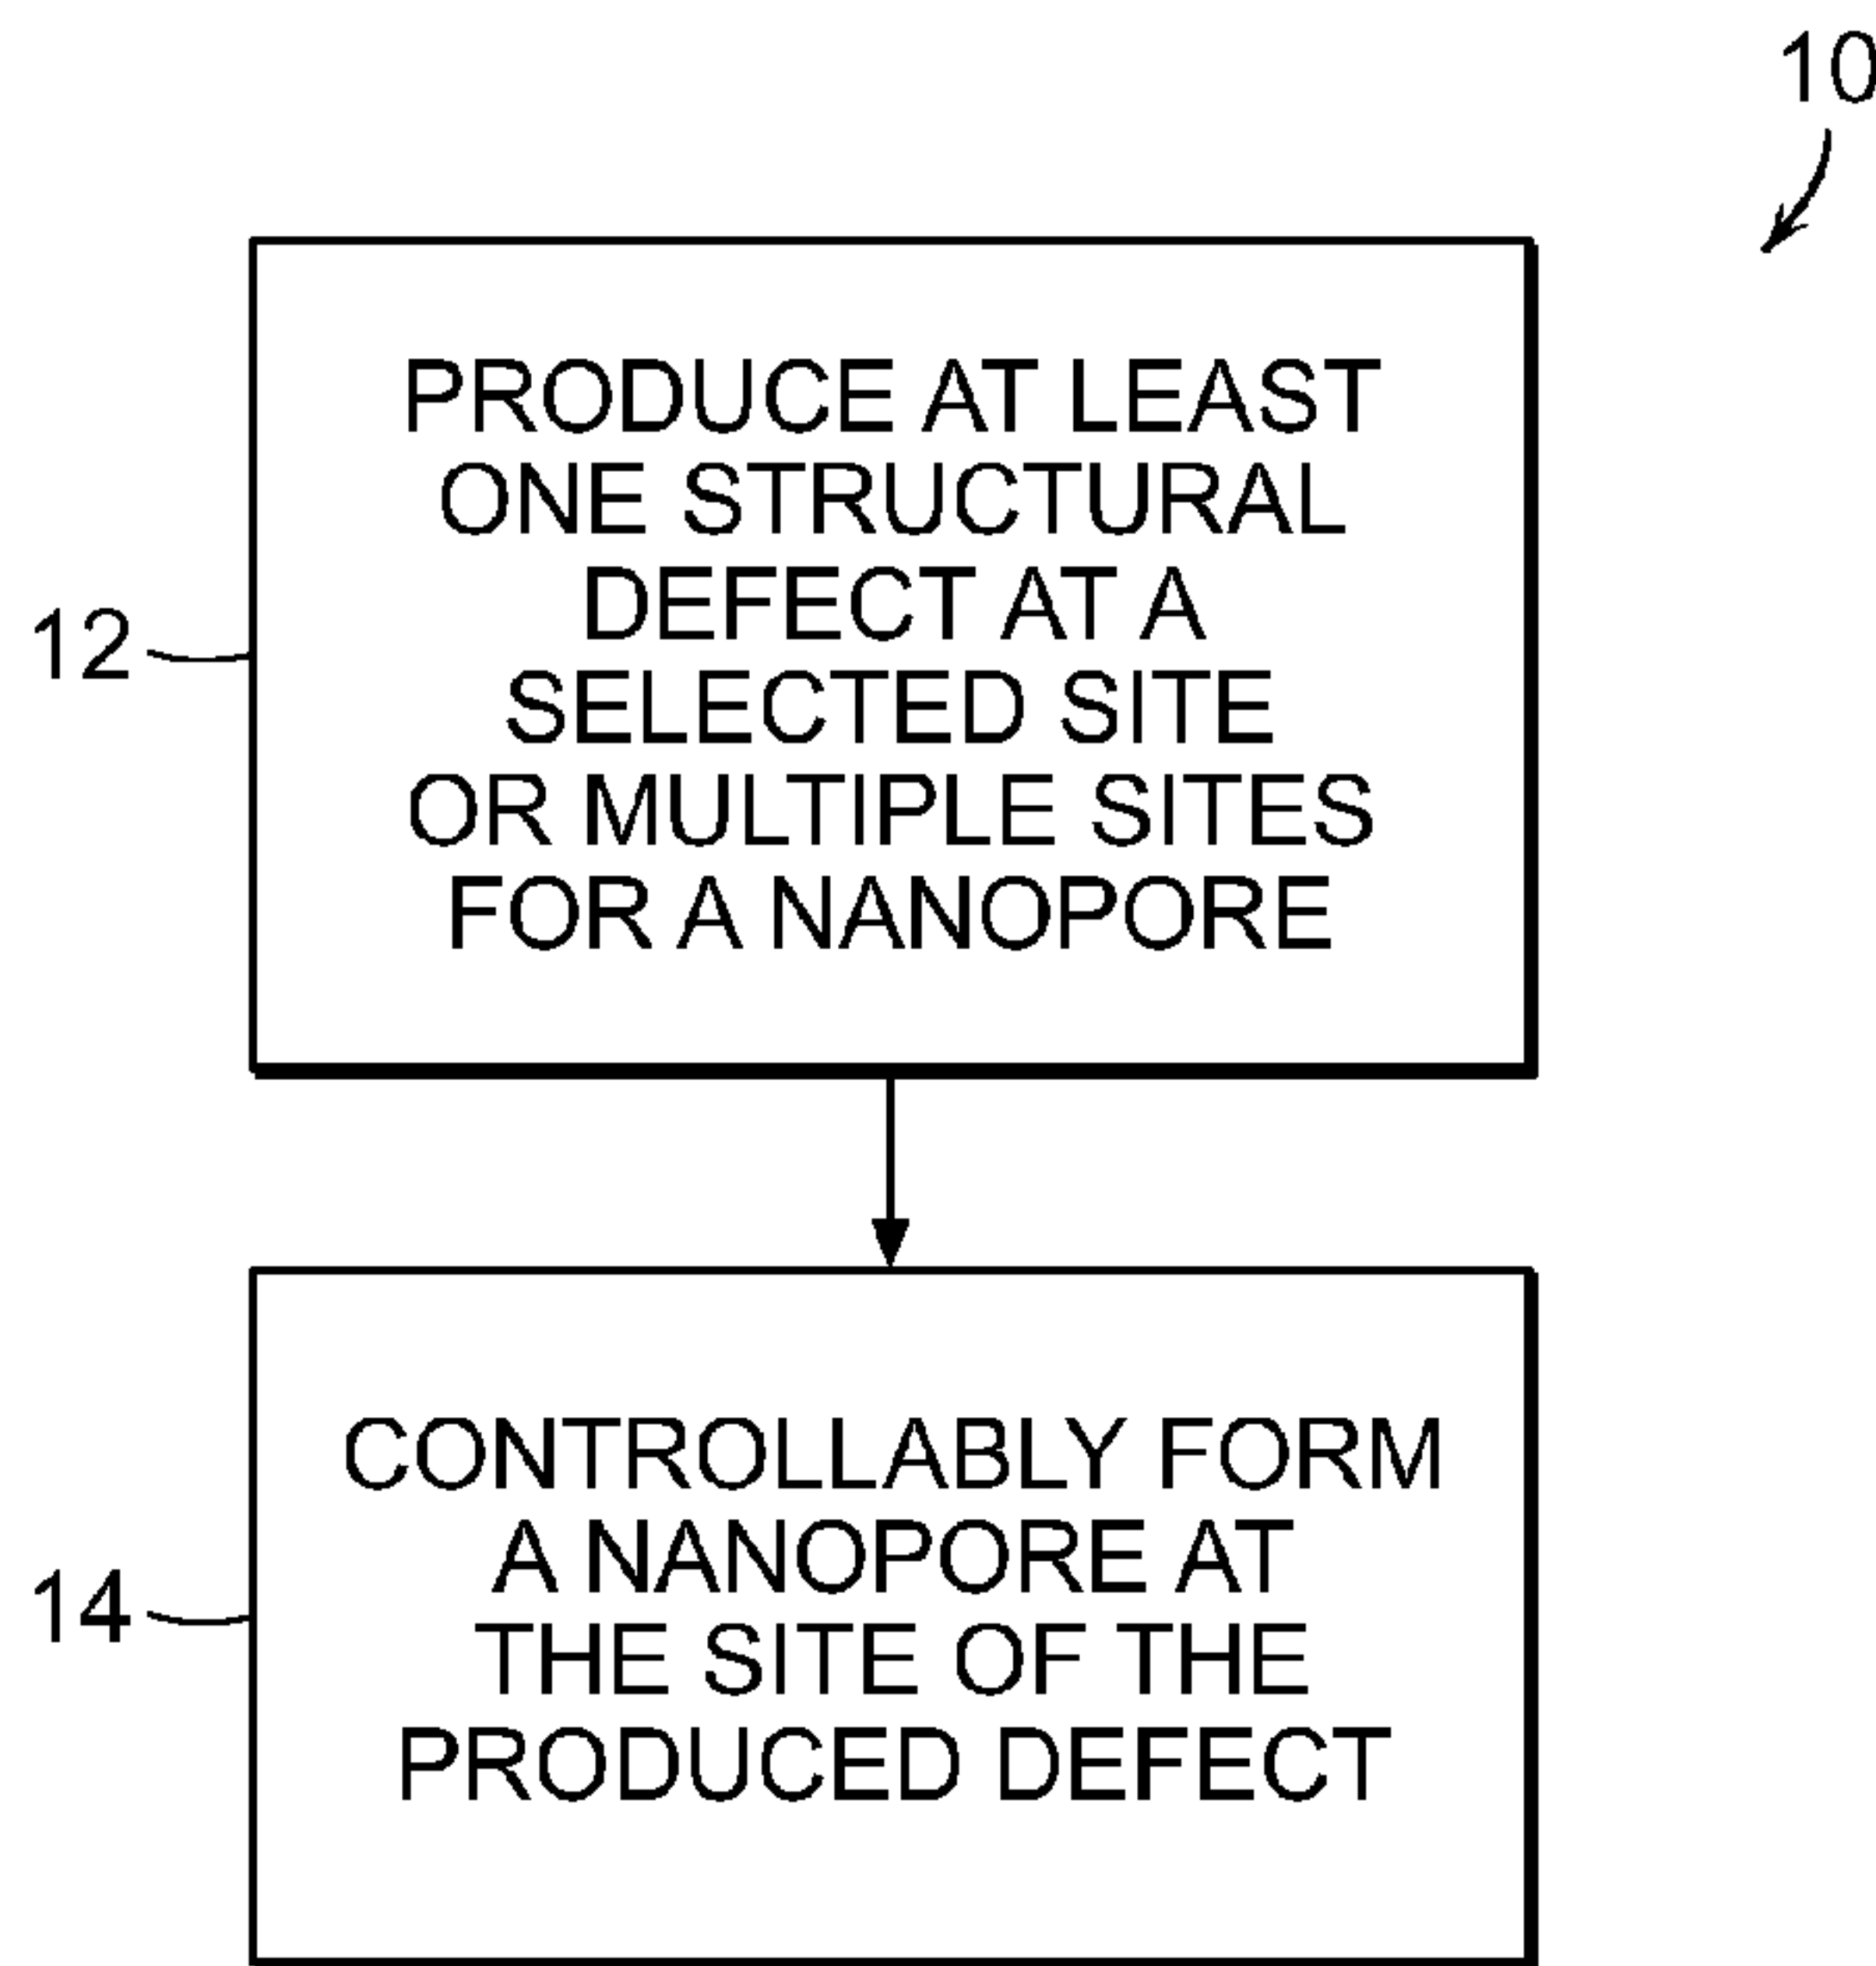 10
PRODUCE AT LEAST
ONE STRUCTURAL
DEFECT AT A
SELECTED SITE
OR MULTIPLE SITES
FOR A NANOPORE
12
CONTROLLABLY FORM
A NANOPORE AT
THE SITE OF THE
PRODUCED DEFECT
14